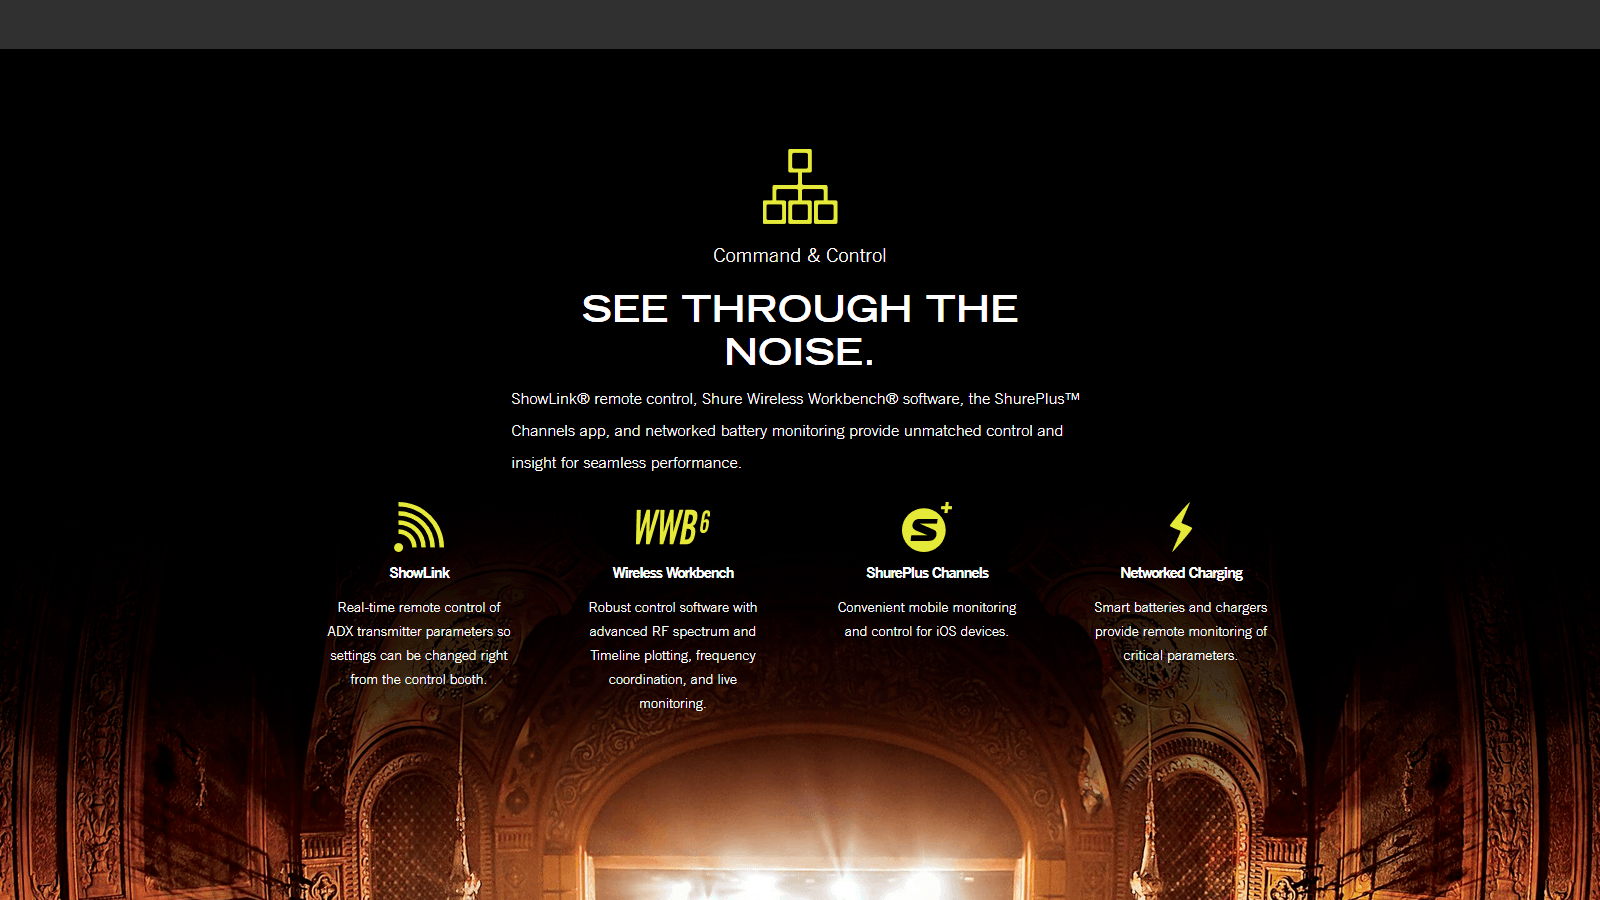 Command & Control
SEE THROUGH THE
NOISE.
ShowLink® remote control, Shure Wireless Workbench® software, the ShurePlus™
Channels app, and networked battery monitoring provide unmatched control and
insight for seamless performance.
ShowLink
Real-time remote control of
ADX transmitter parameters so
settings can be changed right
from the control booth.
WWB6
Wireless Workbench
Robust control software with
advanced RF spectrum and
Timeline plotting, frequency
coordination, and live
monitoring.
S+
ShurePlus Channels
Convenient mobile monitoring
and control for iOS devices.
Networked Charging
Smart batteries and chargers
provide remote monitoring of
critical parameters.